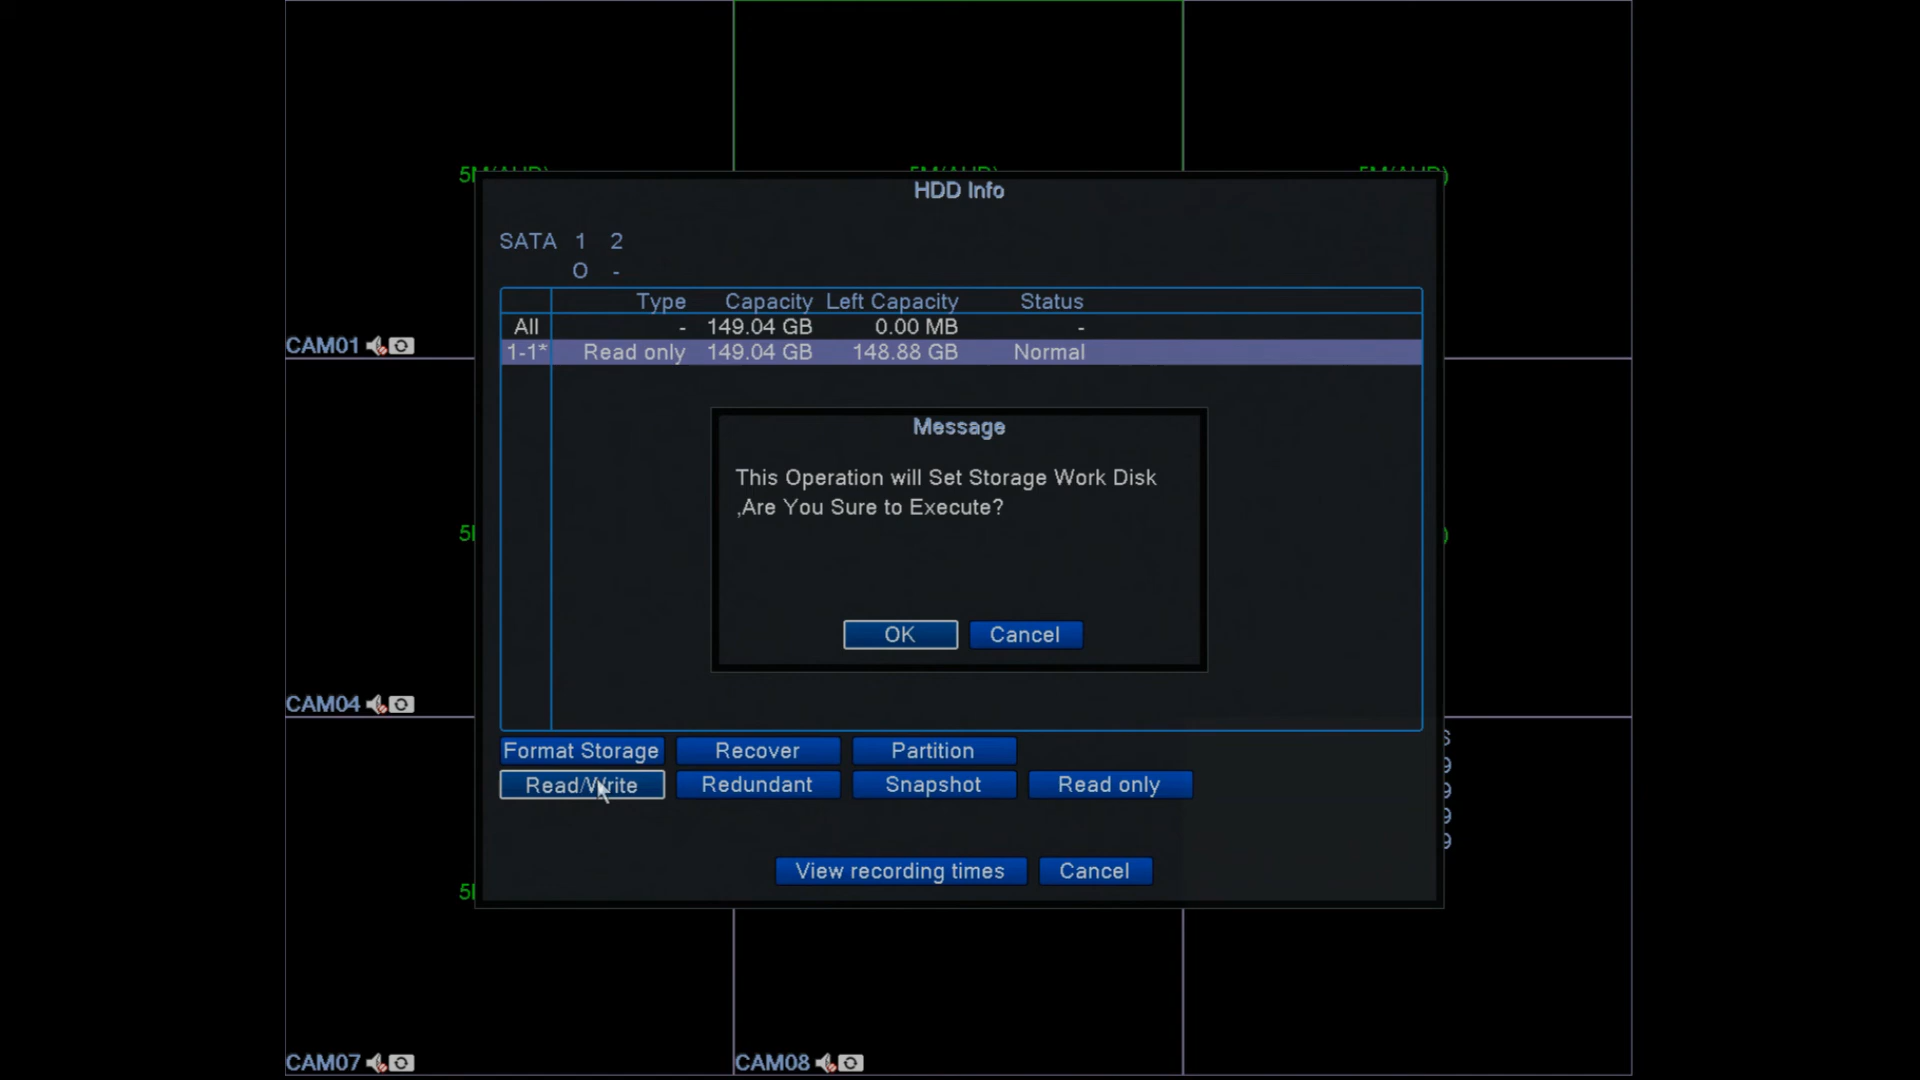 HDD Info
SATA 1 2
O -
Type Capacity Left Capacity Status
All - 149.04 GB 0.00 MB -
1-1* Read only 149.04 GB 148.88 GB Normal
CAM01
Message
This Operation will Set Storage Work Disk
,Are You Sure to Execute?
OK Cancel
CAM04
Format Storage Recover Partition
Read/Write Redundant Snapshot Read only
View recording times Cancel
CAM07 CAM08